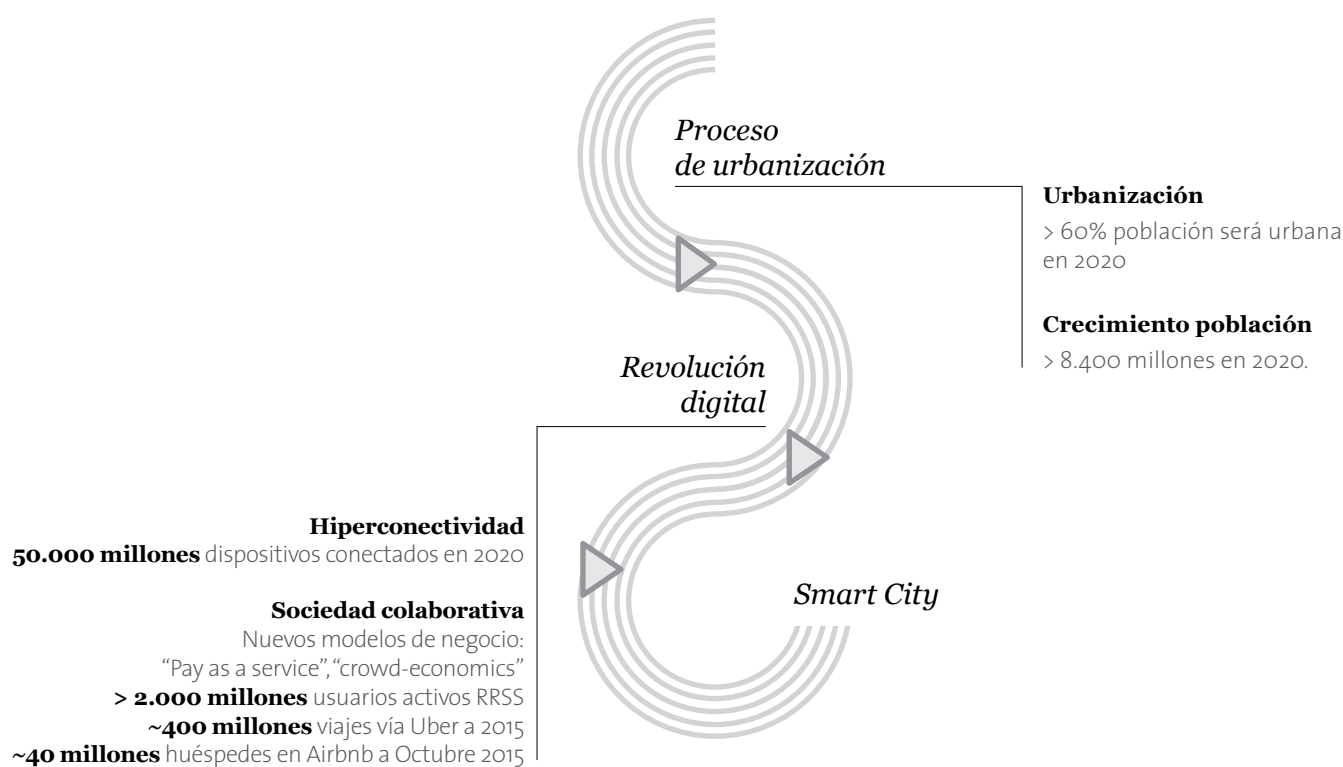 Proceso
de urbanización
Urbanización
> 60% población será urbana
en 2020
Crecimiento población
> 8.400 millones en 2020.
Revolución
digital
Hiperconectividad
50.000 millones dispositivos conectados en 2020
Sociedad colaborativa
Nuevos modelos de negocio:
“Pay as a service”, “crowd-economics”
> 2.000 millones usuarios activos RRSS
~400 millones viajes vía Uber a 2015
~40 millones huéspedes en Airbnb a Octubre 2015
Smart City